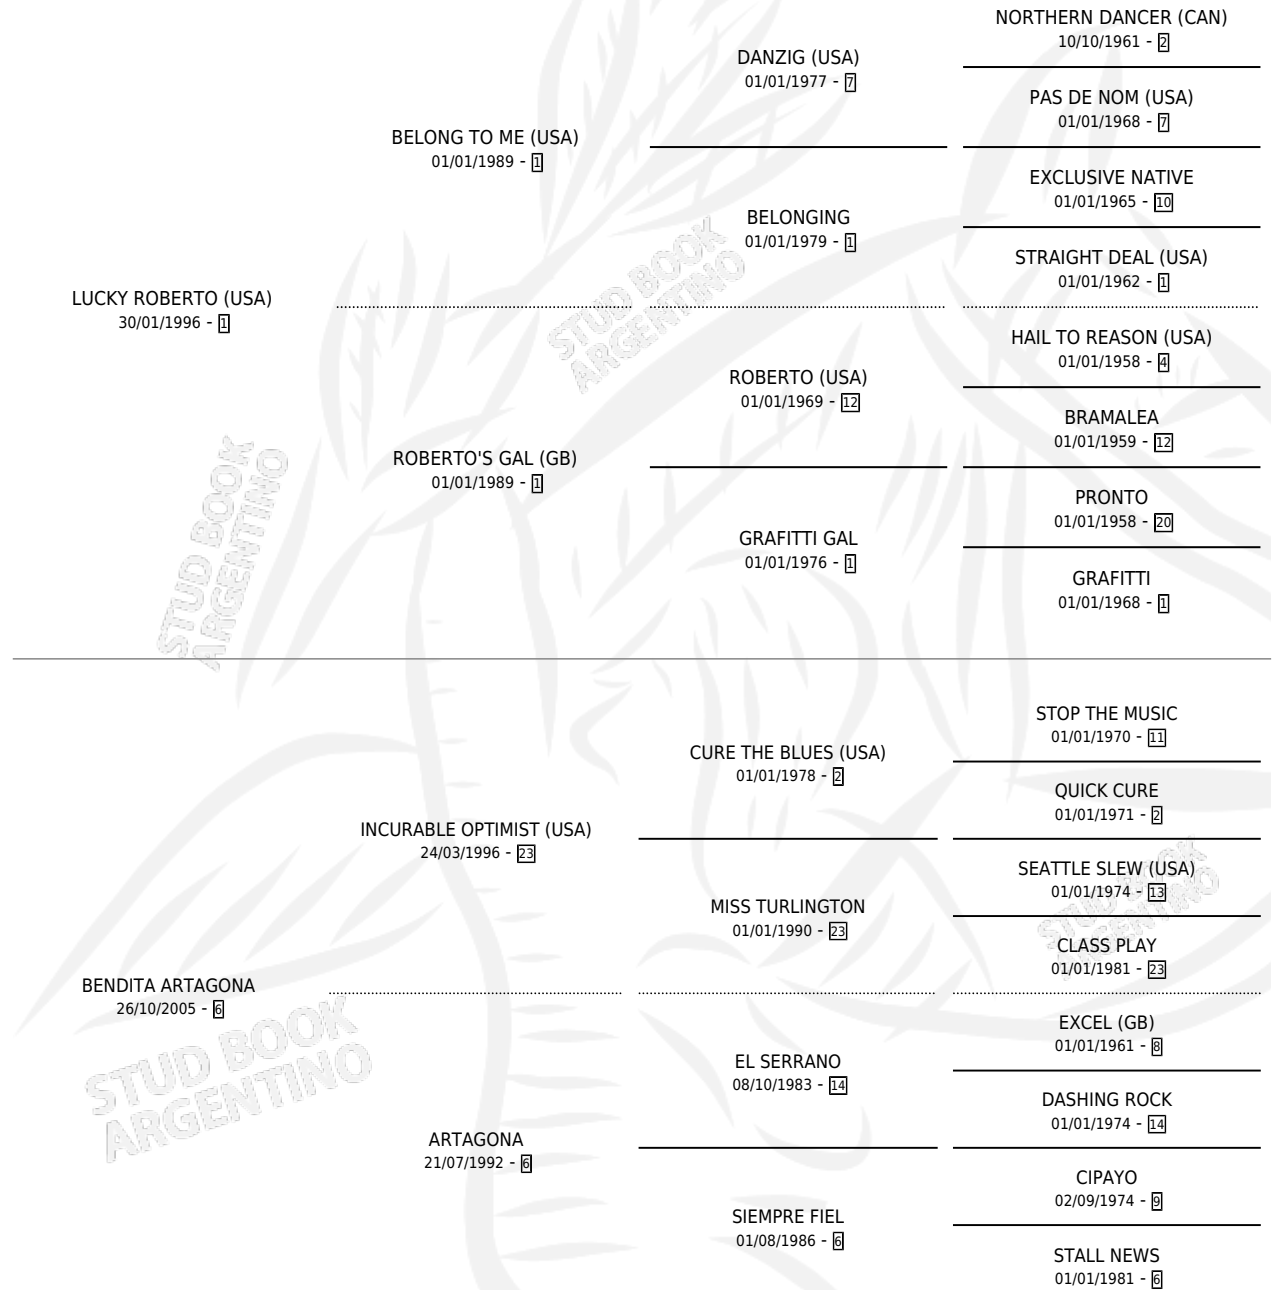 NORTHERN DANCER (CAN)
10/10/1961 - 2
DANZIG (USA)
01/01/1977 - 7
PAS DE NOM (USA)
01/01/1968 - 7
BELONG TO ME (USA)
01/01/1989 - 1
EXCLUSIVE NATIVE
01/01/1965 - 10
BELONGING
01/01/1979 - 1
STRAIGHT DEAL (USA)
01/01/1962 - 1
LUCKY ROBERTO (USA)
30/01/1996 - 1
STUD BOOK
ARGENTINO
HAIL TO REASON (USA)
01/01/1958 - 4
ROBERTO (USA)
01/01/1969 - 12
BRAMALEA
01/01/1959 - 12
ROBERTO'S GAL (GB)
01/01/1989 - 1
PRONTO
01/01/1958 - 20
GRAFITTI GAL
01/01/1976 - 1
GRAFITTI
01/01/1968 - 1
STUD BOOK
ARGENTINO
STOP THE MUSIC
01/01/1970 - 11
CURE THE BLUES (USA)
01/01/1978 - 2
QUICK CURE
01/01/1971 - 2
INCURABLE OPTIMIST (USA)
24/03/1996 - 23
SEATTLE SLEW (USA)
01/01/1974 - 13
MISS TURLINGTON
01/01/1990 - 23
CLASS PLAY
01/01/1981 - 23
STUD BOOK
ARGENTINO
BENDITA ARTAGONA
26/10/2005 - 6
EXCEL (GB)
01/01/1961 - 8
EL SERRANO
08/10/1983 - 14
DASHING ROCK
01/01/1974 - 14
STUD BOOK
ARGENTINO
ARTAGONA
21/07/1992 - 6
CIPAYO
02/09/1974 - 9
SIEMPRE FIEL
01/08/1986 - 6
STALL NEWS
01/01/1981 - 6